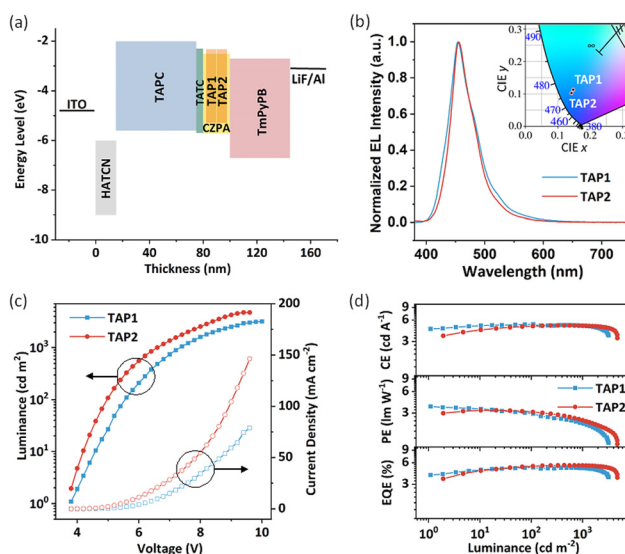 (a)
-2
-4
-6
-8
-10
Energy Level (eV)
ITO
HATCN
TAPC
TATC
TAP1
TAP2
CZPA
TmPyPB
LiF/Al
0 40 80 120 160
Thickness (nm)
(b)
1.0
0.8
0.6
0.4
0.2
0.0
Normalized EL Intensity (a.u.)
400 500 600 700
Wavelength (nm)
TAP1
TAP2
0.3
0.2
0.1
0.0
CIE y
0.0 0.1 0.2 0.3
CIE x
490
480
470
460
380
∞
TAP1
TAP2
(c)
TAP1
TAP2
10³
10²
10¹
10⁰
Luminance (cd m²)
200
150
100
50
0
Current Density (mA cm⁻²)
4 6 8 10
Voltage (V)
(d)
9
6
3
CE (cd A⁻¹)
9
3
PE (lm W⁻¹)
TAP1
TAP2
9
6
3
EQE (%)
10⁰ 10¹ 10² 10³
Luminance (cd m⁻²)